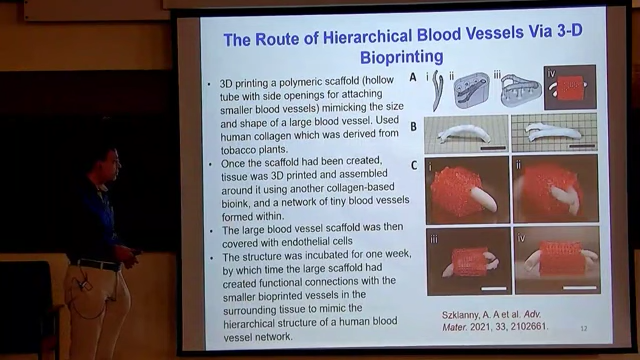 The Route of Hierarchical Blood Vessels Via 3-D
Bioprinting
• 3D printing a polymeric scaffold (hollow
tube with side openings for attaching
smaller blood vessels) mimicking the size
and shape of a large blood vessel. Used
human collagen which was derived from
tobacco plants.
• Once the scaffold had been created,
tissue was 3D printed and assembled
around it using another collagen-based
bioink, and a network of tiny blood vessels
formed within.
• The large blood vessel scaffold was then
covered with endothelial cells
• The structure was incubated for one week,
by which time the large scaffold had
created functional connections with the
smaller bioprinted vessels in the
surrounding tissue to mimic the
hierarchical structure of a human blood
vessel network.
A i ii iii iv
B
C i ii
iii iv
Szklanny, A. A et al. Adv.
Mater. 2021, 33, 2102661.
12